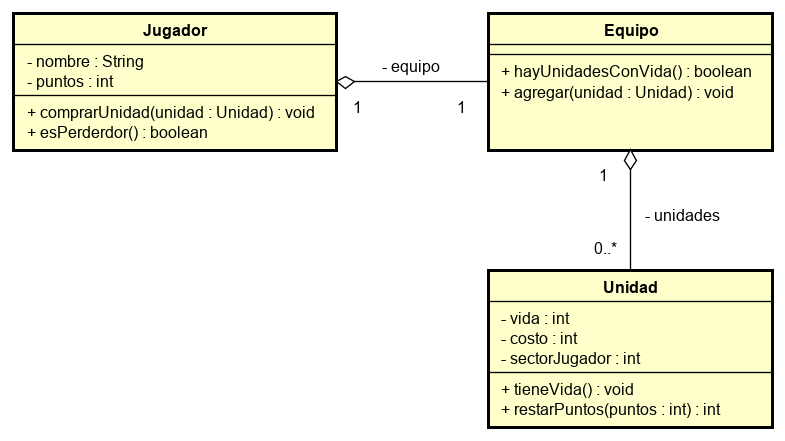 Jugador
- nombre : String
- puntos : int
+ comprarUnidad(unidad : Unidad) : void
+ esPerderdor() : boolean
- equipo
1
1
Equipo
+ hayUnidadesConVida() : boolean
+ agregar(unidad : Unidad) : void
1
- unidades
0..*
Unidad
- vida : int
- costo : int
- sectorJugador : int
+ tieneVida() : void
+ restarPuntos(puntos : int) : int